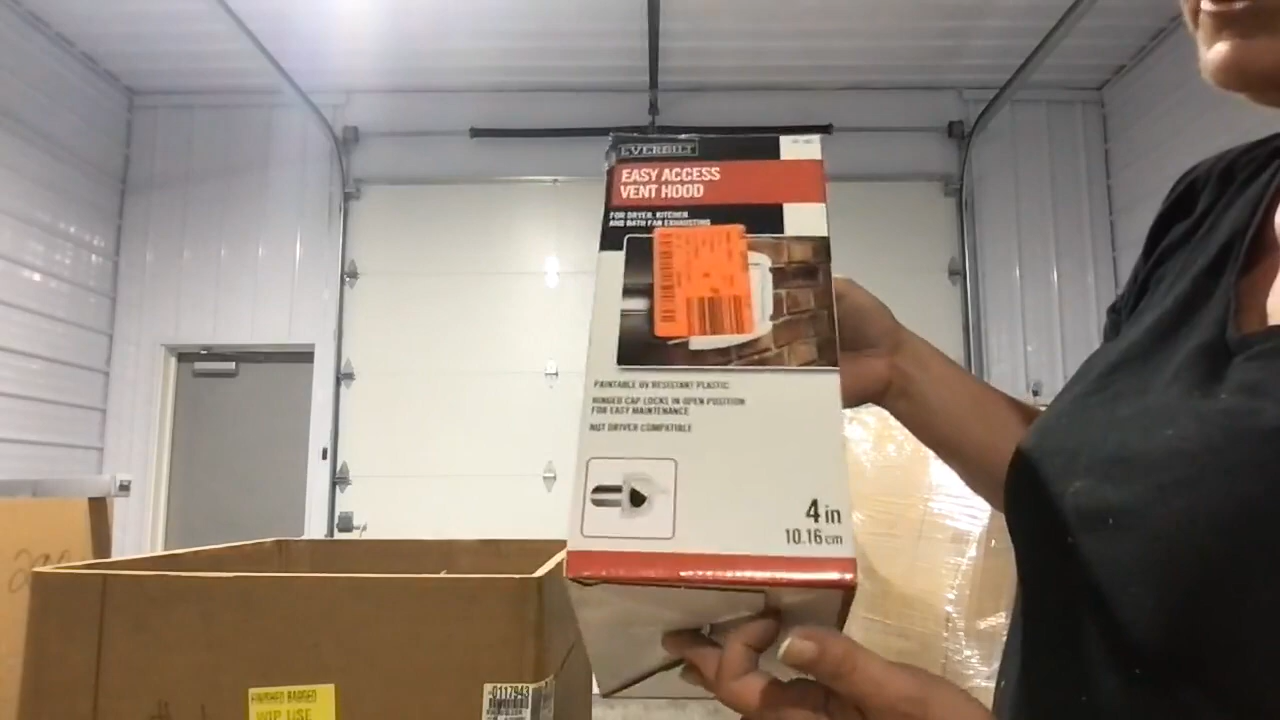 EVERBILT
EASY ACCESS
VENT HOOD
FOR DRYER, KITCHEN
AND BATH FAN EXHAUSTING
PAINTABLE UV RESISTANT PLASTIC
HINGED CAP LOCKS IN OPEN POSITION
FOR EASY MAINTENANCE
NUT DRIVER COMPATIBLE
4 in
10.16 cm
-0117943
FINISHED BAGGED
WIP USE